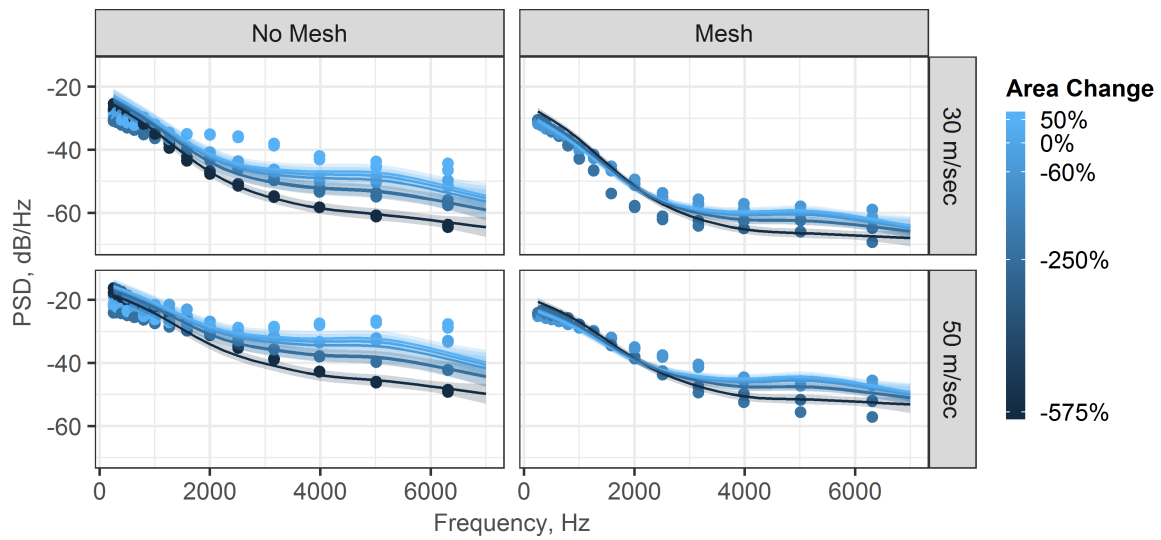 No Mesh
Mesh
PSD, dB/Hz
-20
-40
-60
30 m/sec
-20
-40
-60
50 m/sec
0
2000
4000
6000
0
2000
4000
6000
Frequency, Hz
Area Change
50%
0%
-60%
-250%
-575%